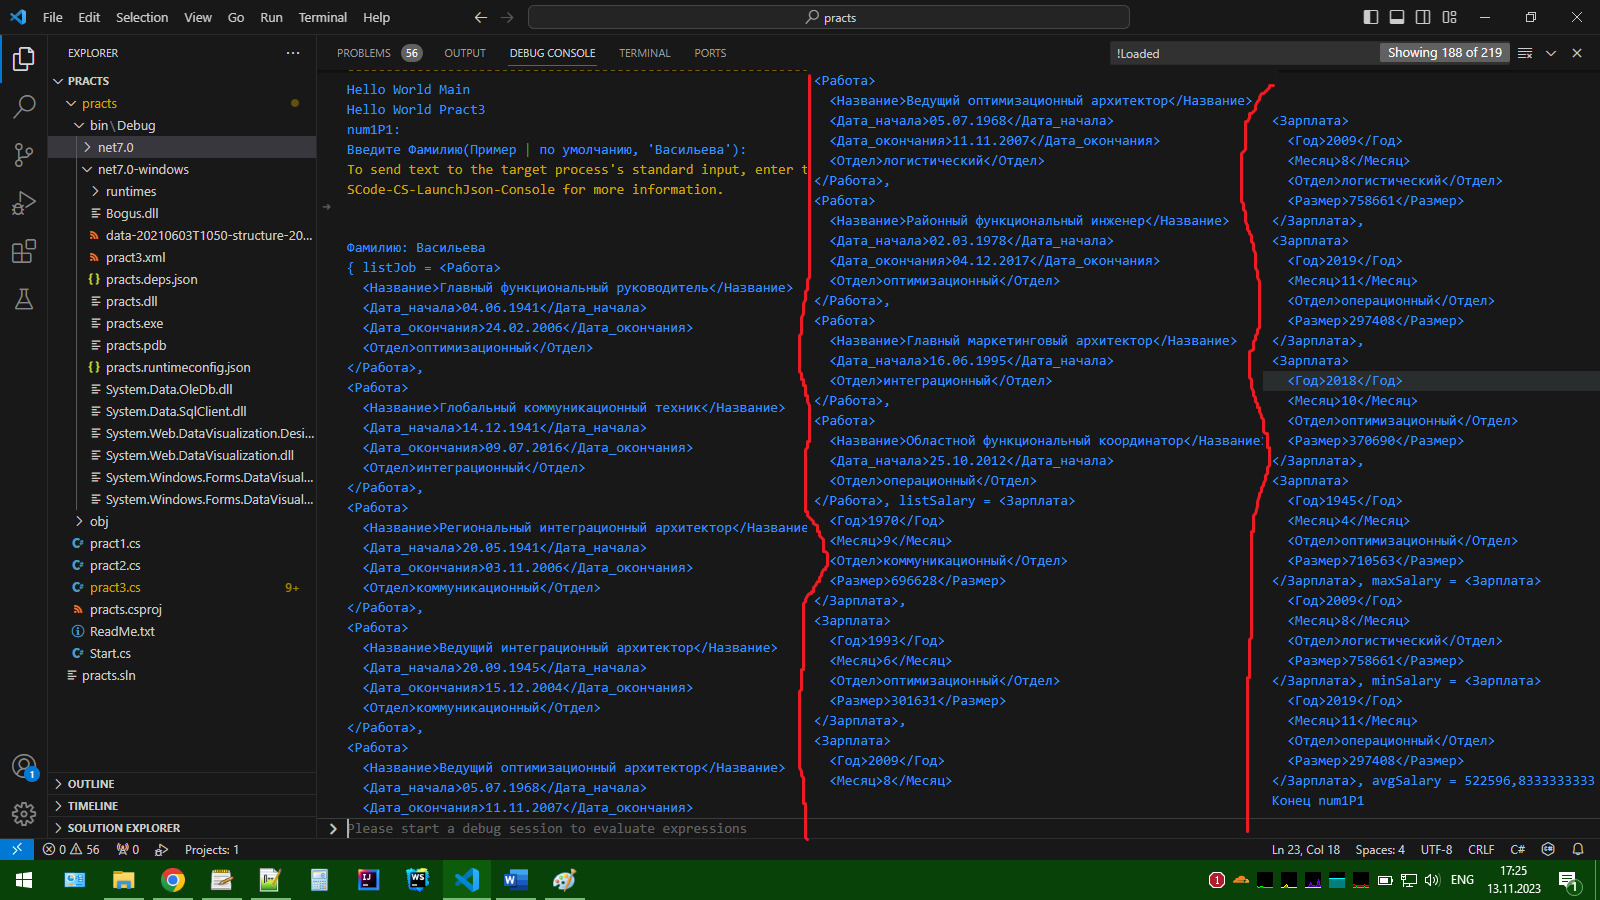 File Edit Selection View Go Run Terminal Help
practs
EXPLORER
PRACTS
practs
bin\Debug
net7.0
net7.0-windows
runtimes
Bogus.dll
data-20210603T1050-structure-20...
pract3.xml
practs.deps.json
practs.dll
practs.exe
practs.pdb
practs.runtimeconfig.json
System.Data.OleDb.dll
System.Data.SqlClient.dll
System.Web.DataVisualization.Desi...
System.Web.DataVisualization.dll
System.Windows.Forms.DataVisual...
System.Windows.Forms.DataVisual...
obj
pract1.cs
pract2.cs
pract3.cs 9+
practs.csproj
ReadMe.txt
Start.cs
practs.sln
OUTLINE
TIMELINE
SOLUTION EXPLORER
PROBLEMS 56 OUTPUT DEBUG CONSOLE TERMINAL PORTS
!Loaded Showing 188 of 219
Hello World Main
Hello World Pract3
num1P1:
Введите Фамилию(Пример | по умолчанию, 'Васильева'):
To send text to the target process's standard input, enter t
SCode-CS-LaunchJson-Console for more information.
Фамилию: Васильева
{ listJob = <Работа>
<Название>Главный функциональный руководитель</Название>
<Дата_начала>04.06.1941</Дата_начала>
<Дата_окончания>24.02.2006</Дата_окончания>
<Отдел>оптимизационный</Отдел>
</Работа>,
<Работа>
<Название>Глобальный коммуникационный техник</Название>
<Дата_начала>14.12.1941</Дата_начала>
<Дата_окончания>09.07.2016</Дата_окончания>
<Отдел>интеграционный</Отдел>
</Работа>,
<Работа>
<Название>Региональный интеграционный архитектор</Название
<Дата_начала>20.05.1941</Дата_начала>
<Дата_окончания>03.11.2006</Дата_окончания>
<Отдел>коммуникационный</Отдел>
</Работа>,
<Работа>
<Название>Ведущий интеграционный архитектор</Название>
<Дата_начала>20.09.1945</Дата_начала>
<Дата_окончания>15.12.2004</Дата_окончания>
<Отдел>коммуникационный</Отдел>
</Работа>,
<Работа>
<Название>Ведущий оптимизационный архитектор</Название>
<Дата_начала>05.07.1968</Дата_начала>
<Дата_окончания>11.11.2007</Дата_окончания>
<Работа>
<Название>Ведущий оптимизационный архитектор</Название>
<Дата_начала>05.07.1968</Дата_начала>
<Дата_окончания>11.11.2007</Дата_окончания>
<Отдел>логистический</Отдел>
</Работа>,
<Работа>
<Название>Районный функциональный инженер</Название>
<Дата_начала>02.03.1978</Дата_начала>
<Дата_окончания>04.12.2017</Дата_окончания>
<Отдел>оптимизационный</Отдел>
</Работа>,
<Работа>
<Название>Главный маркетинговый архитектор</Название>
<Дата_начала>16.06.1995</Дата_начала>
<Отдел>интеграционный</Отдел>
</Работа>,
<Работа>
<Название>Областной функциональный координатор</Название>
<Дата_начала>25.10.2012</Дата_начала>
<Отдел>операционный</Отдел>
</Работа>, listSalary = <Зарплата>
<Год>1970</Год>
<Месяц>9</Месяц>
<Отдел>коммуникационный</Отдел>
<Размер>696628</Размер>
</Зарплата>,
<Зарплата>
<Год>1993</Год>
<Месяц>6</Месяц>
<Отдел>оптимизационный</Отдел>
<Размер>301631</Размер>
</Зарплата>,
<Зарплата>
<Год>2009</Год>
<Месяц>8</Месяц>
<Зарплата>
<Год>2009</Год>
<Месяц>8</Месяц>
<Отдел>логистический</Отдел>
<Размер>758661</Размер>
</Зарплата>,
<Зарплата>
<Год>2019</Год>
<Месяц>11</Месяц>
<Отдел>операционный</Отдел>
<Размер>297408</Размер>
</Зарплата>,
<Зарплата>
<Год>2018</Год>
<Месяц>10</Месяц>
<Отдел>оптимизационный</Отдел>
<Размер>370690</Размер>
</Зарплата>,
<Зарплата>
<Год>1945</Год>
<Месяц>4</Месяц>
<Отдел>оптимизационный</Отдел>
<Размер>710563</Размер>
</Зарплата>, maxSalary = <Зарплата>
<Год>2009</Год>
<Месяц>8</Месяц>
<Отдел>логистический</Отдел>
<Размер>758661</Размер>
</Зарплата>, minSalary = <Зарплата>
<Год>2019</Год>
<Месяц>11</Месяц>
<Отдел>операционный</Отдел>
<Размер>297408</Размер>
</Зарплата>, avgSalary = 522596,8333333333
Конец num1P1
Please start a debug session to evaluate expressions
0 56 0 Projects: 1 Ln 23, Col 18 Spaces: 4 UTF-8 CRLF C#
ENG 17:25
13.11.2023